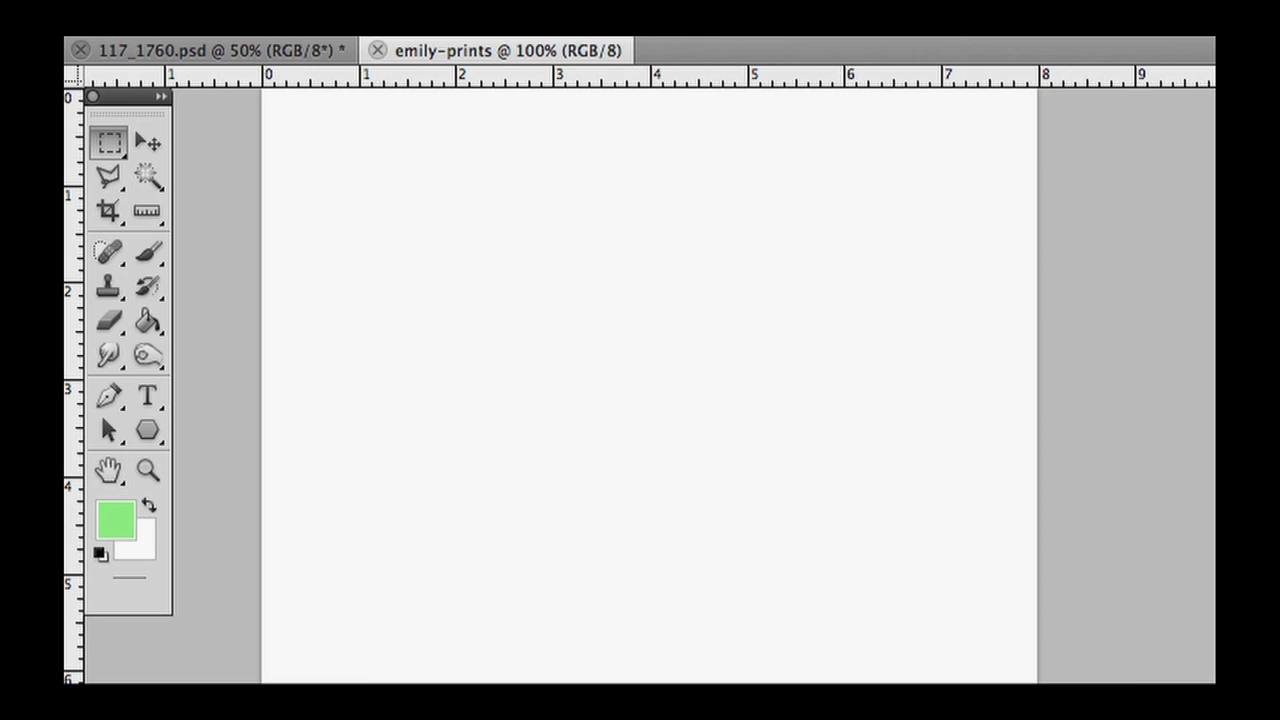 117_1760.psd @ 50% (RGB/8*) *
emily-prints @ 100% (RGB/8)
1 0 1 2 3 4 5 6 7 8 9
0
1
2
3
4
5
6
T